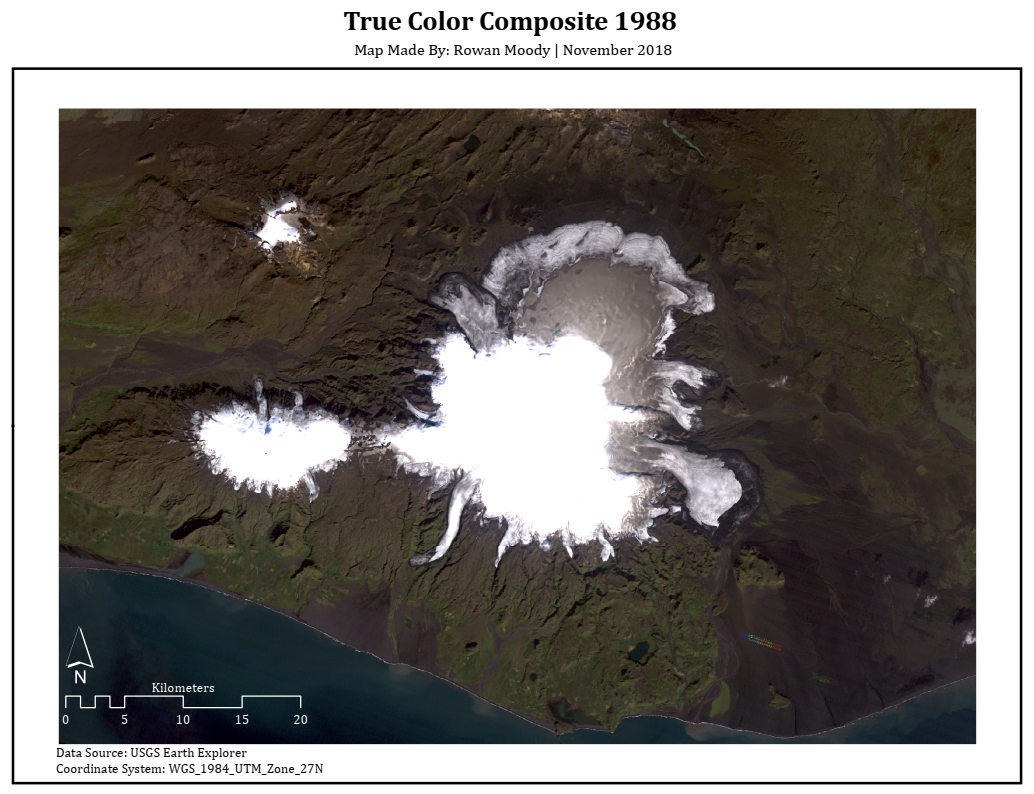 True Color Composite 1988
Map Made By: Rowan Moody | November 2018
N
Kilometers
0 5 10 15 20
Data Source: USGS Earth Explorer
Coordinate System: WGS_1984_UTM_Zone_27N